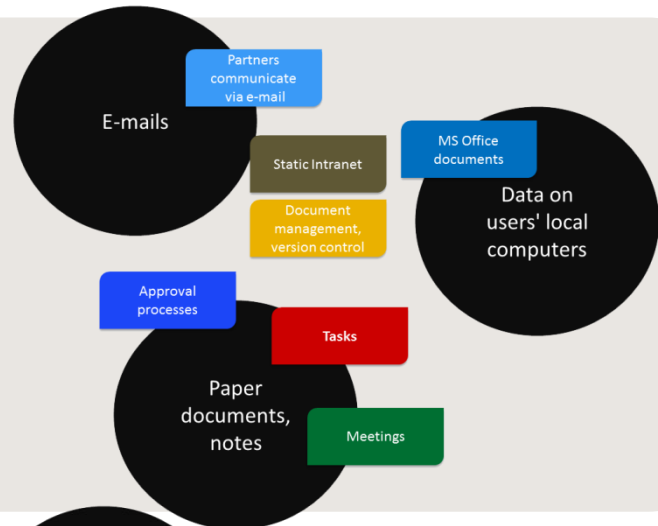 Partners
communicate
via e-mail
E-mails
Static Intranet
MS Office
documents
Data on
users' local
computers
Document
management,
version control
Approval
processes
Tasks
Paper
documents,
notes
Meetings